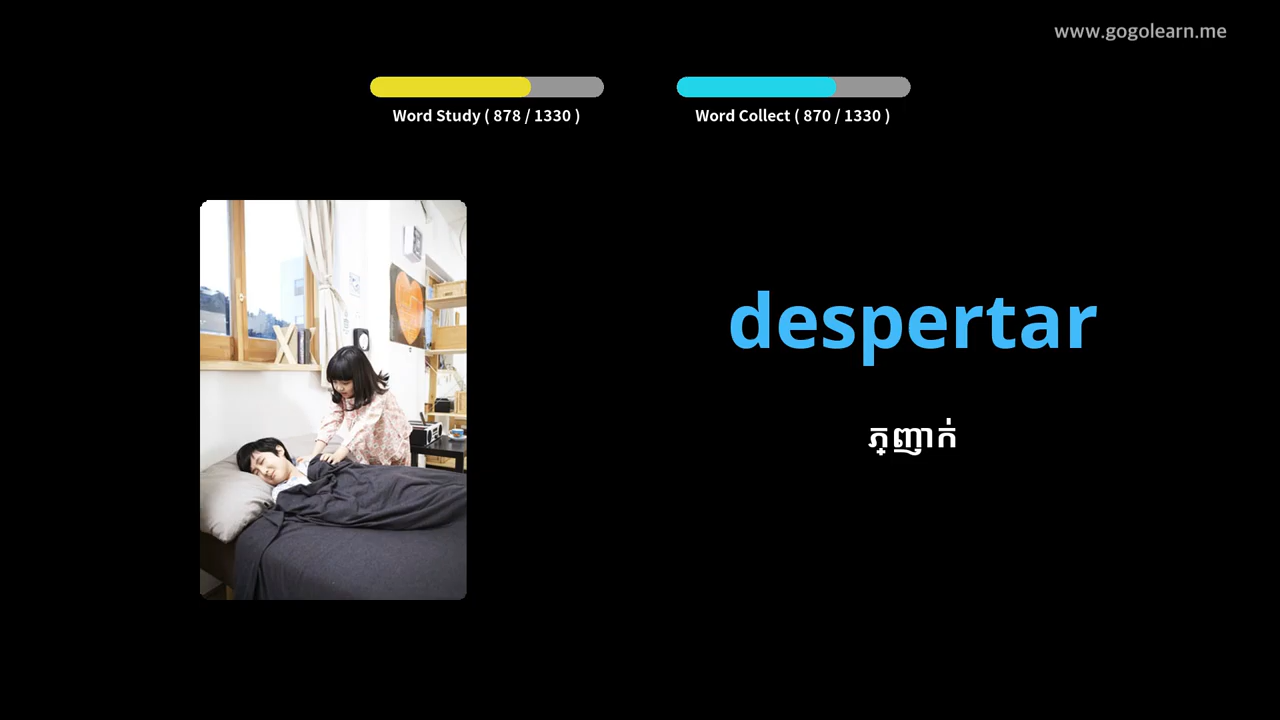 www.gogolearn.me
Word Study ( 878 / 1330 )
Word Collect ( 870 / 1330 )
despertar
ភ្ញាក់